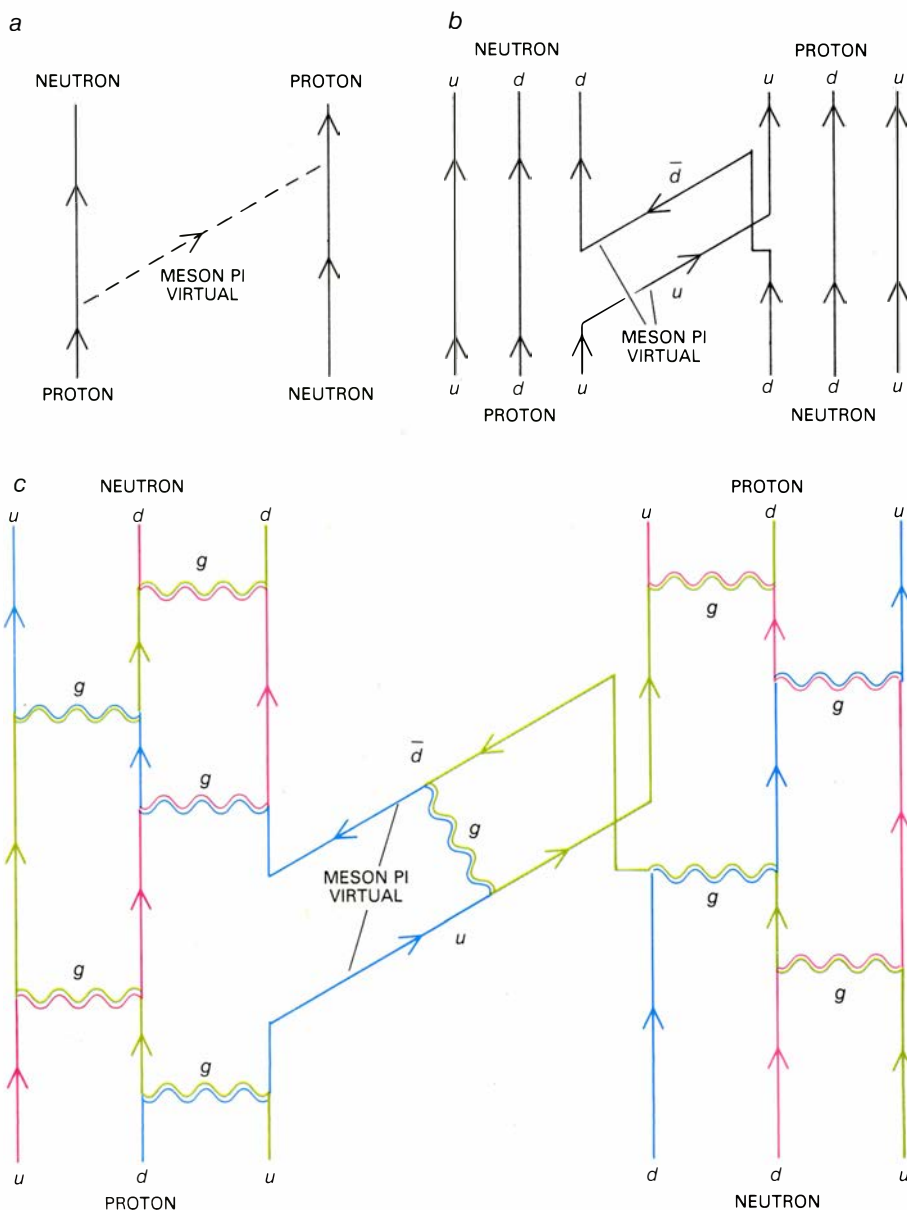 a
NEUTRON
PROTON
MESON PI
VIRTUAL
PROTON
NEUTRON
b
NEUTRON
PROTON
u d d u d u
d̅
u
MESON PI
VIRTUAL
u d u d d u
PROTON
NEUTRON
c
NEUTRON
PROTON
u d d u d u
g
g
g
g
g
d̅
g
MESON PI
VIRTUAL
g
u
g
g
g
u d u d d u
PROTON
NEUTRON